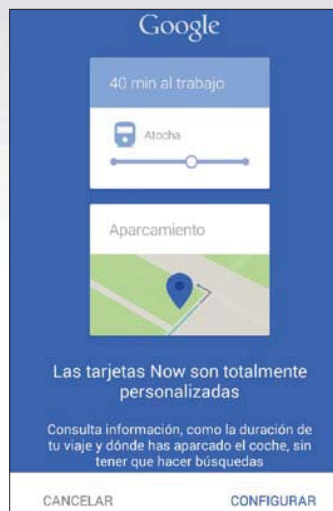 Google
40 min al trabajo
Atocha
Aparcamiento
Las tarjetas Now son totalmente
personalizadas
Consulta información, como la duración de
tu viaje y dónde has aparcado el coche, sin
tener que hacer búsquedas
CANCELAR CONFIGURAR